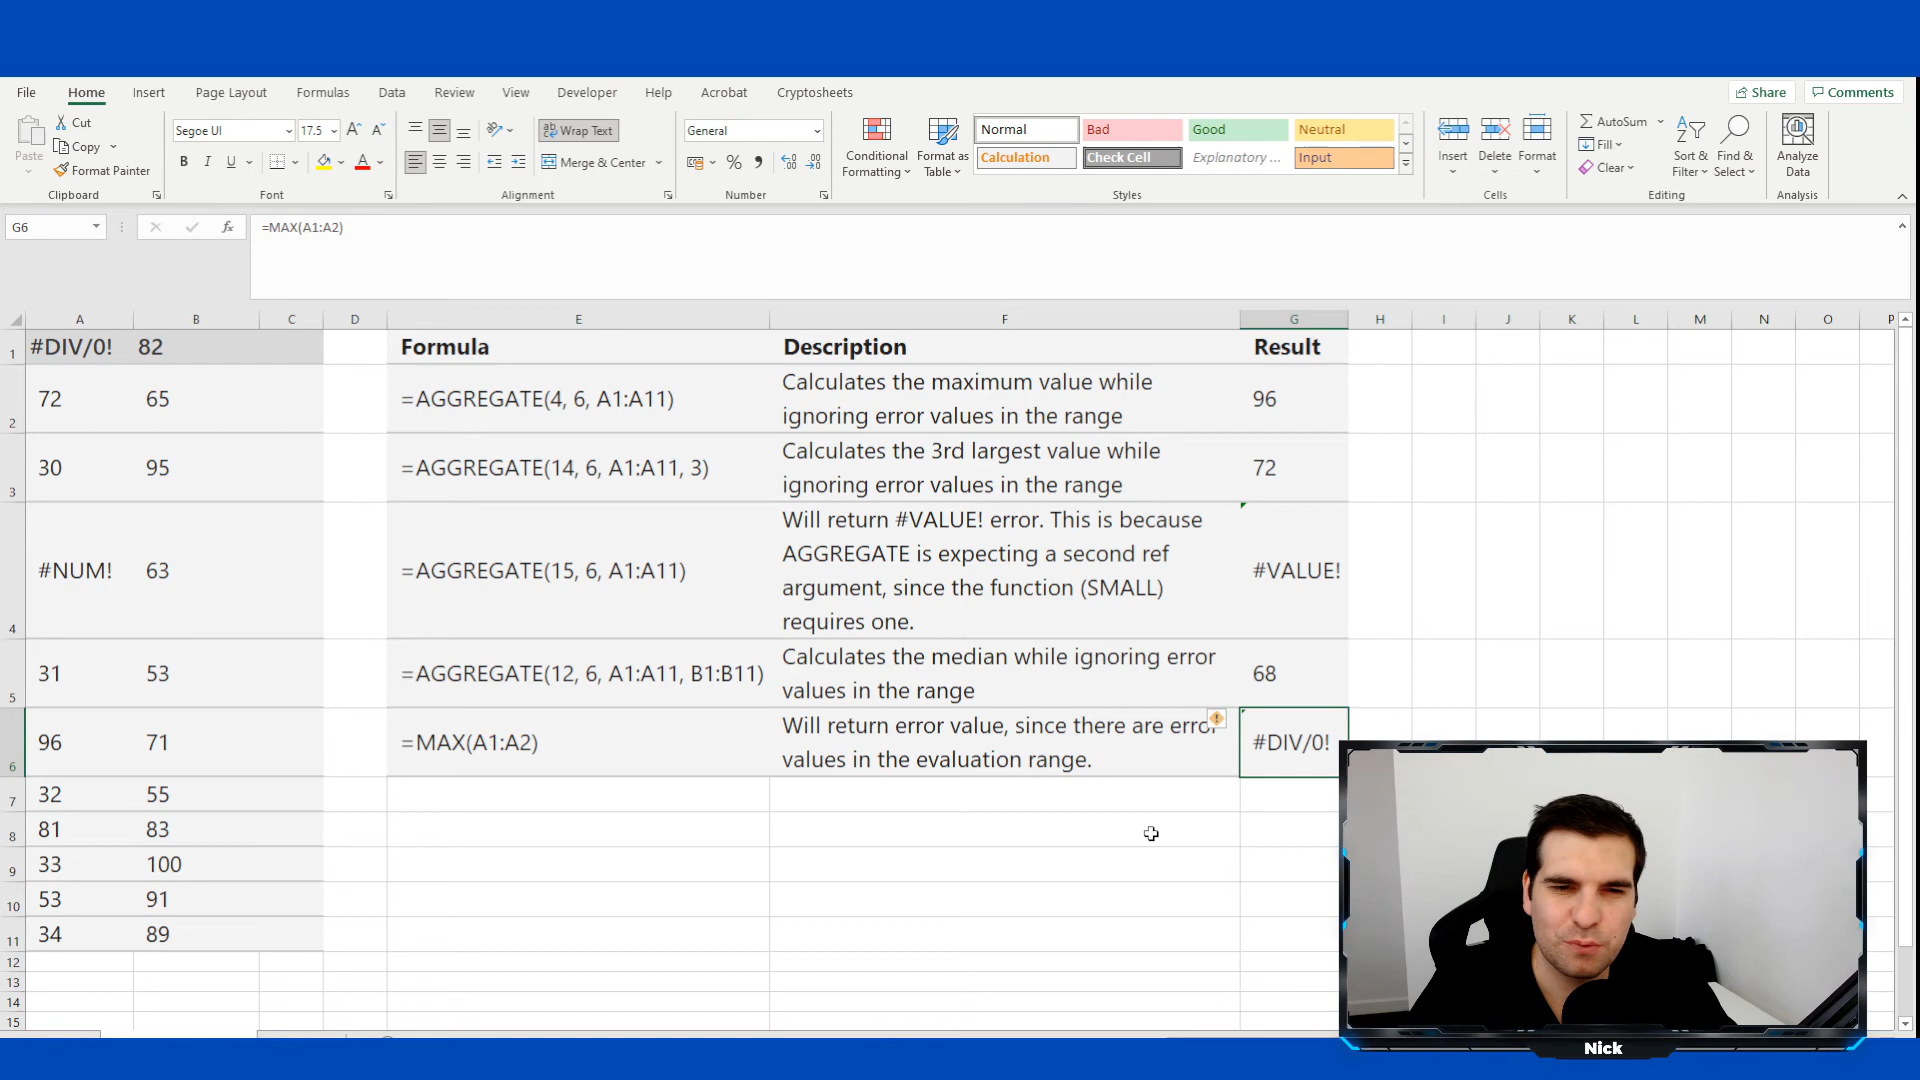 File Home Insert Page Layout Formulas Data Review View Developer Help Acrobat Cryptosheets Share Comments
Paste Cut Copy Format Painter
Segoe UI 17.5
B I U A
Wrap Text
Merge & Center
General
Conditional Formatting
Format as Table
Normal Bad Good Neutral
Calculation Check Cell Explanatory ... Input
Insert Delete Format
AutoSum
Fill
Clear
Sort & Filter
Find & Select
Analyze Data
Clipboard Font Alignment Number Styles Cells Editing Analysis
G6 fx =MAX(A1:A2)
A B C D E F G H I J K L M N O P
1 #DIV/0! 82 Formula Description Result
2 72 65 =AGGREGATE(4, 6, A1:A11) Calculates the maximum value while
ignoring error values in the range 96
3 30 95 =AGGREGATE(14, 6, A1:A11, 3) Calculates the 3rd largest value while
ignoring error values in the range 72
4 #NUM! 63 =AGGREGATE(15, 6, A1:A11) Will return #VALUE! error. This is because
AGGREGATE is expecting a second ref
argument, since the function (SMALL)
requires one. #VALUE!
5 31 53 =AGGREGATE(12, 6, A1:A11, B1:B11) Calculates the median while ignoring error
values in the range 68
6 96 71 =MAX(A1:A2) Will return error value, since there are error
values in the evaluation range. #DIV/0!
7 32 55
8 81 83
9 33 100
10 53 91
11 34 89
12
13
14
15
Nick